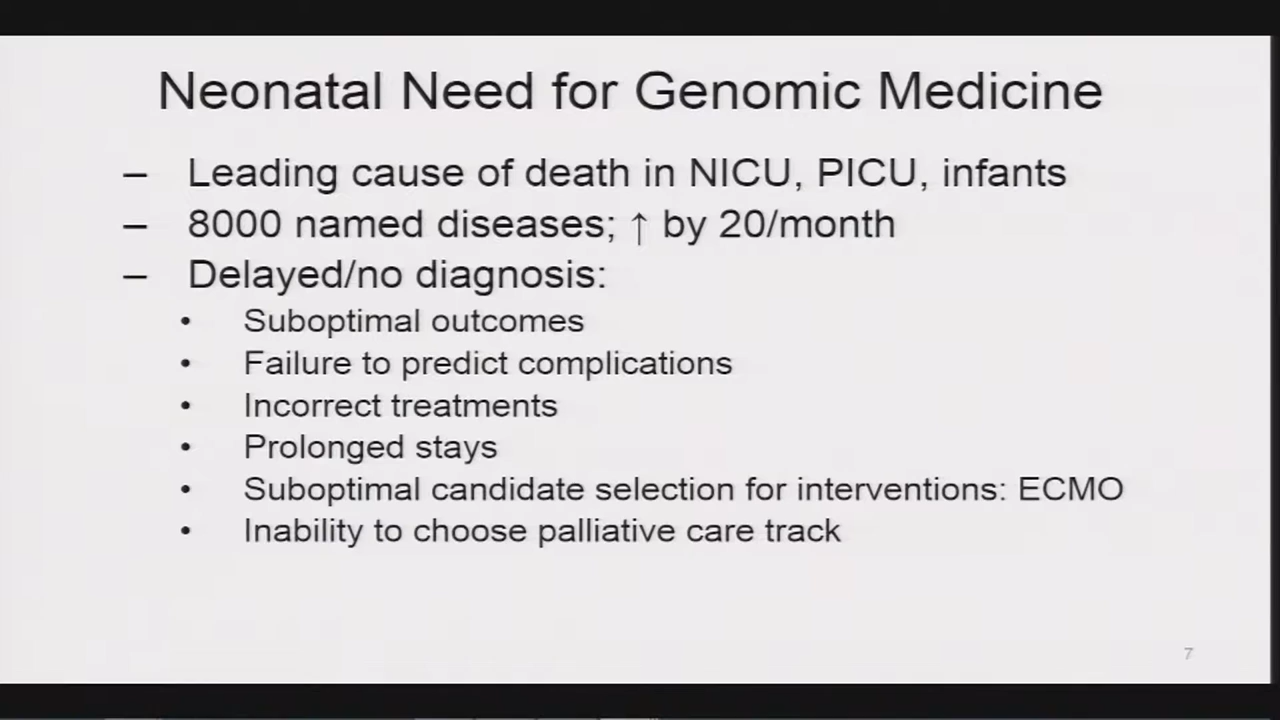 Neonatal Need for Genomic Medicine
– Leading cause of death in NICU, PICU, infants
– 8000 named diseases; ↑ by 20/month
– Delayed/no diagnosis:
• Suboptimal outcomes
• Failure to predict complications
• Incorrect treatments
• Prolonged stays
• Suboptimal candidate selection for interventions: ECMO
• Inability to choose palliative care track
7